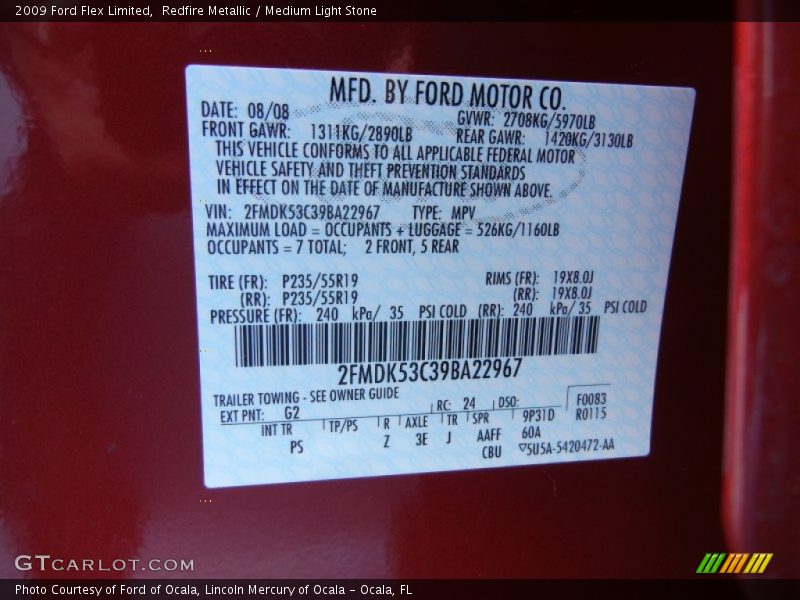 2009 Ford Flex Limited, Redfire Metallic / Medium Light Stone
MFD. BY FORD MOTOR CO.
DATE: 08/08 GVWR: 2708KG/5970LB
FRONT GAWR: 1311KG/2890LB REAR GAWR: 1420KG/3130LB
THIS VEHICLE CONFORMS TO ALL APPLICABLE FEDERAL MOTOR
VEHICLE SAFETY AND THEFT PREVENTION STANDARDS
IN EFFECT ON THE DATE OF MANUFACTURE SHOWN ABOVE.
VIN: 2FMDK53C39BA22967 TYPE: MPV
MAXIMUM LOAD = OCCUPANTS + LUGGAGE = 526KG/1160LB
OCCUPANTS = 7 TOTAL; 2 FRONT, 5 REAR
TIRE (FR): P235/55R19 RIMS (FR): 19X8.0J
(RR): P235/55R19 (RR): 19X8.0J
PRESSURE (FR): 240 kPa/ 35 PSI COLD (RR): 240 kPa/ 35 PSI COLD
2FMDK53C39BA22967
TRAILER TOWING - SEE OWNER GUIDE
EXT PNT: G2 RC: 24 DSO: F0083
R0115
INT TR TP/PS R AXLE TR SPR 9P31D
PS Z 3E J AAFF 60A
CBU ▽5U5A-5420472-AA
GTCARLOT.COM
Photo Courtesy of Ford of Ocala, Lincoln Mercury of Ocala - Ocala, FL